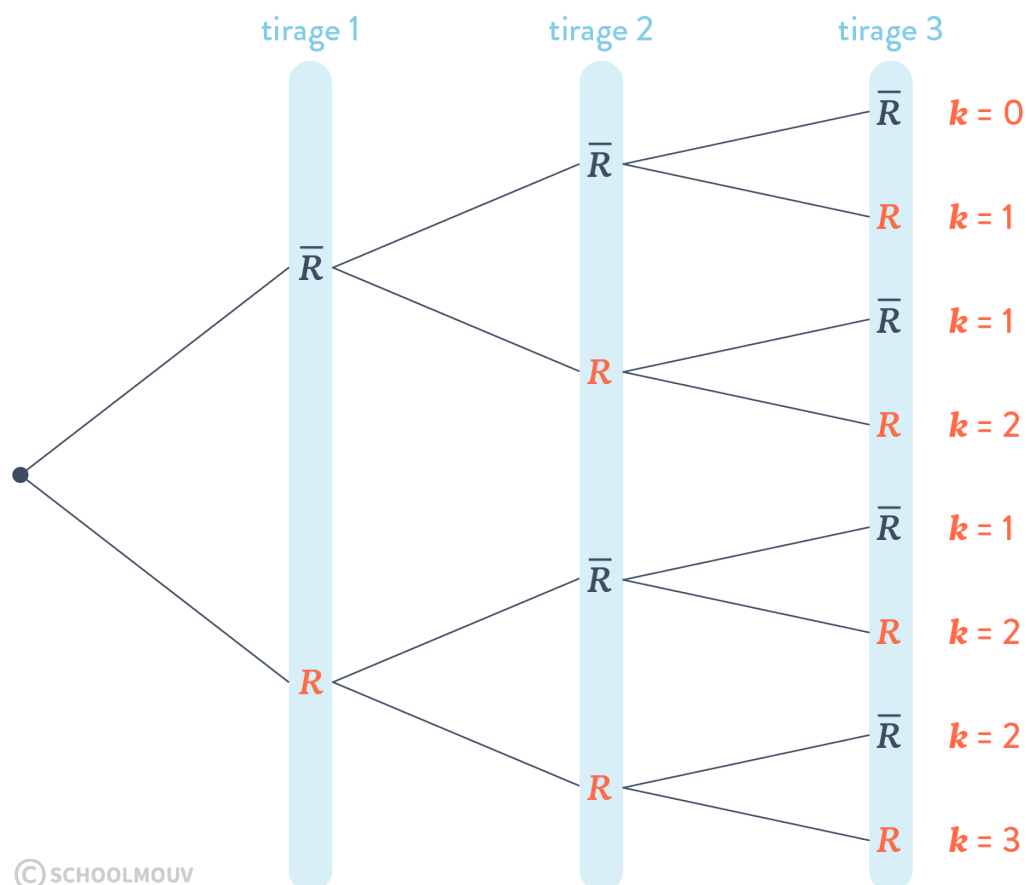 tirage 1 tirage 2 tirage 3
R̅ k = 0
R̅
R k = 1
R̅
R̅ k = 1
R
R k = 2
R̅ k = 1
R̅
R k = 2
R
R̅ k = 2
R
R k = 3
© SCHOOLMOUV